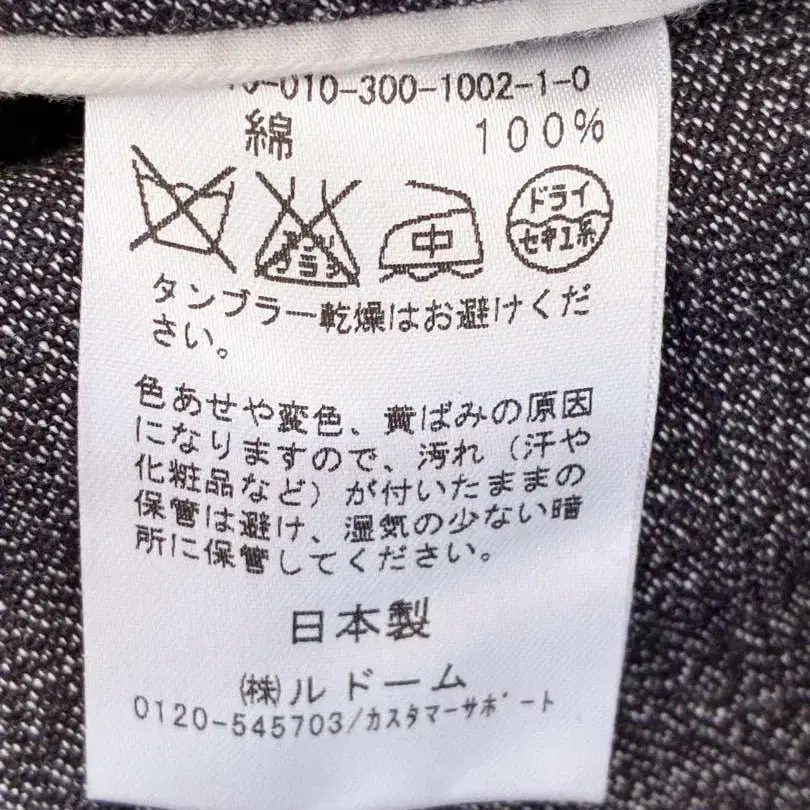 -010-300-1002-1-0
綿 100%
エンソ
サラシ
中
ドライ
セキユ系
タンブラー乾燥はお避けくだ
さい。
色あせや変色、黄ばみの原因
になりますので、汚れ（汗や
化粧品など）が付いたままの
保管は避け、湿気の少ない暗
所に保管してください。
日本製
㈱ルドーム
0120-545703/カスタマーサポート